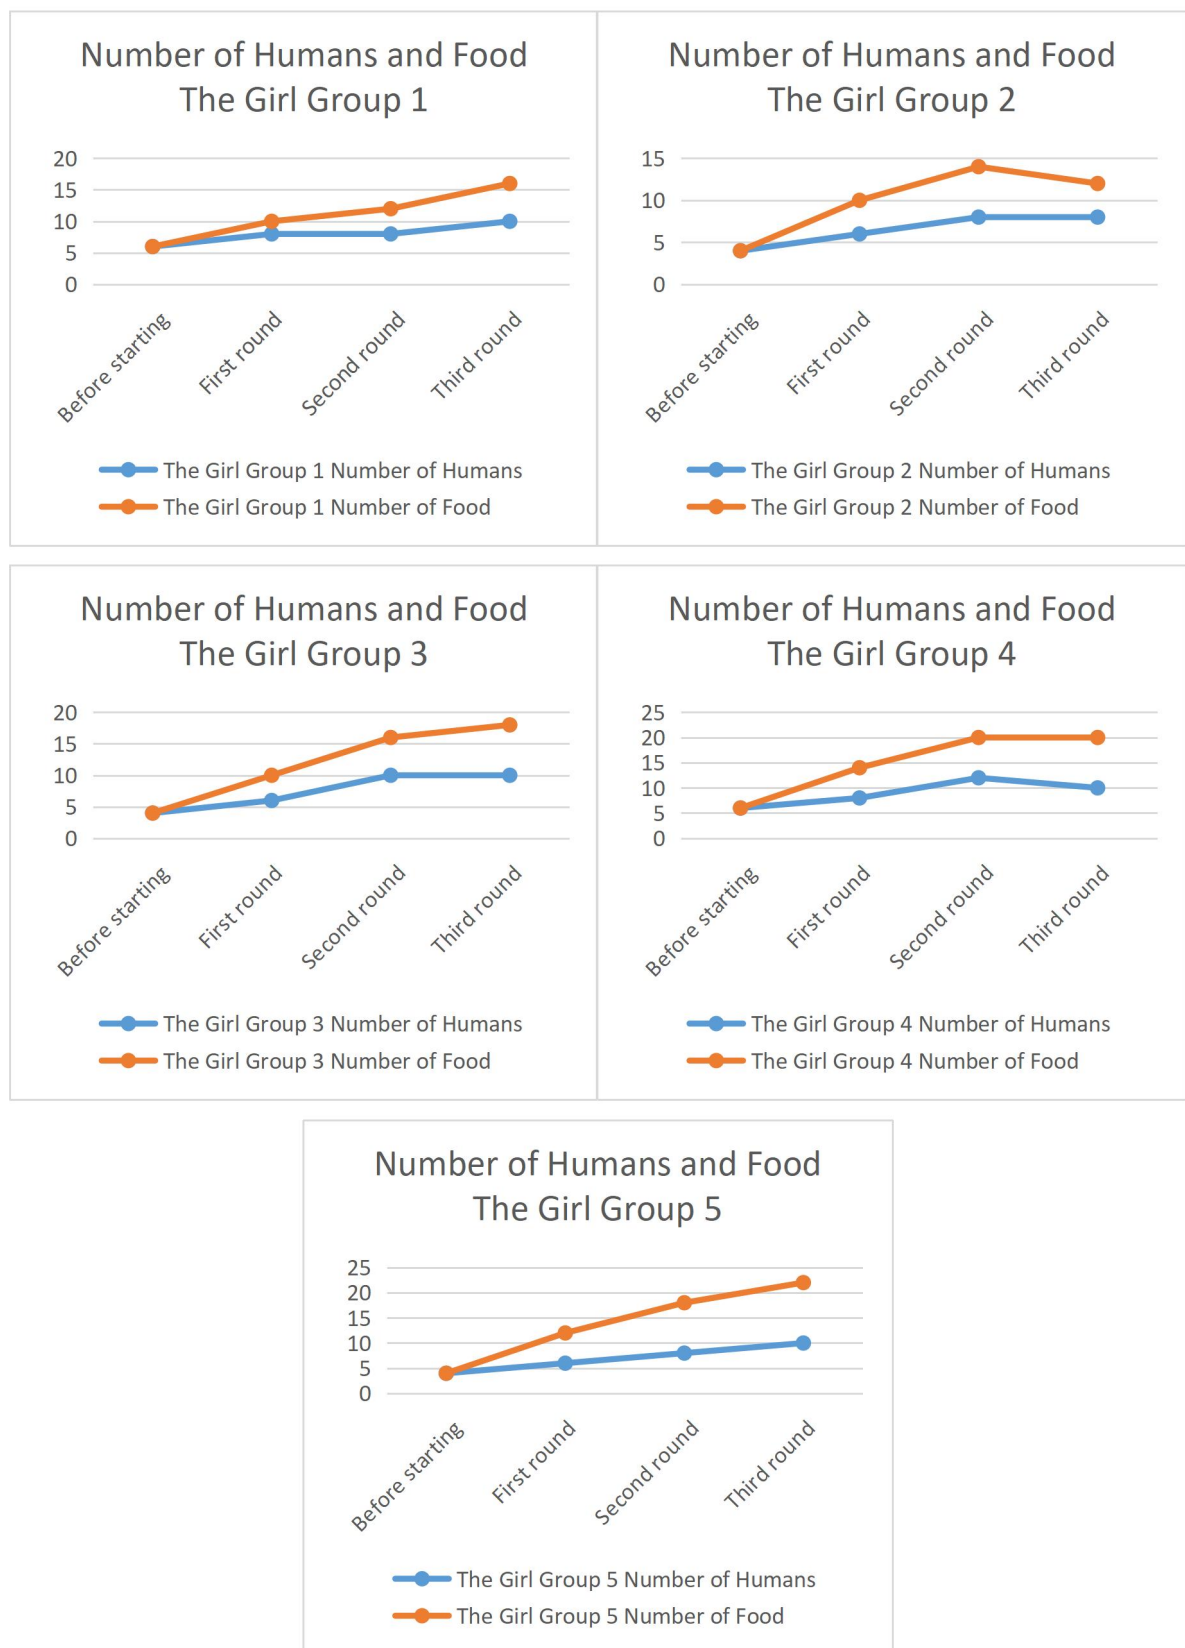 Number of Humans and Food
The Girl Group 1
20
15
10
5
0
Before starting
First round
Second round
Third round
The Girl Group 1 Number of Humans
The Girl Group 1 Number of Food
Number of Humans and Food
The Girl Group 2
15
10
5
0
Before starting
First round
Second round
Third round
The Girl Group 2 Number of Humans
The Girl Group 2 Number of Food
Number of Humans and Food
The Girl Group 3
20
15
10
5
0
Before starting
First round
Second round
Third round
The Girl Group 3 Number of Humans
The Girl Group 3 Number of Food
Number of Humans and Food
The Girl Group 4
25
20
15
10
5
0
Before starting
First round
Second round
Third round
The Girl Group 4 Number of Humans
The Girl Group 4 Number of Food
Number of Humans and Food
The Girl Group 5
25
20
15
10
5
0
Before starting
First round
Second round
Third round
The Girl Group 5 Number of Humans
The Girl Group 5 Number of Food